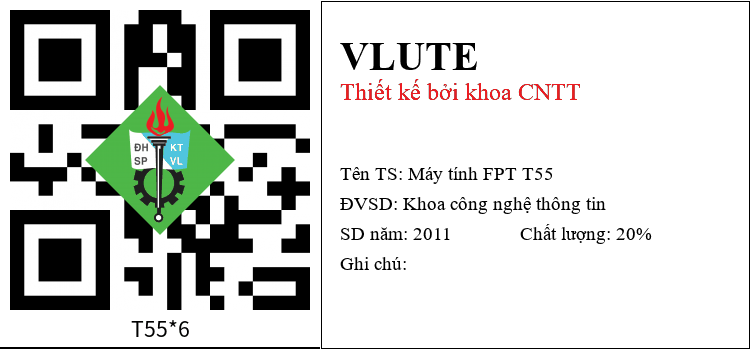 ĐH KT
SP VL
T55*6
VLUTE
Thiết kế bởi khoa CNTT
Tên TS: Máy tính FPT T55
ĐVSD: Khoa công nghệ thông tin
SD năm: 2011 Chất lượng: 20%
Ghi chú: